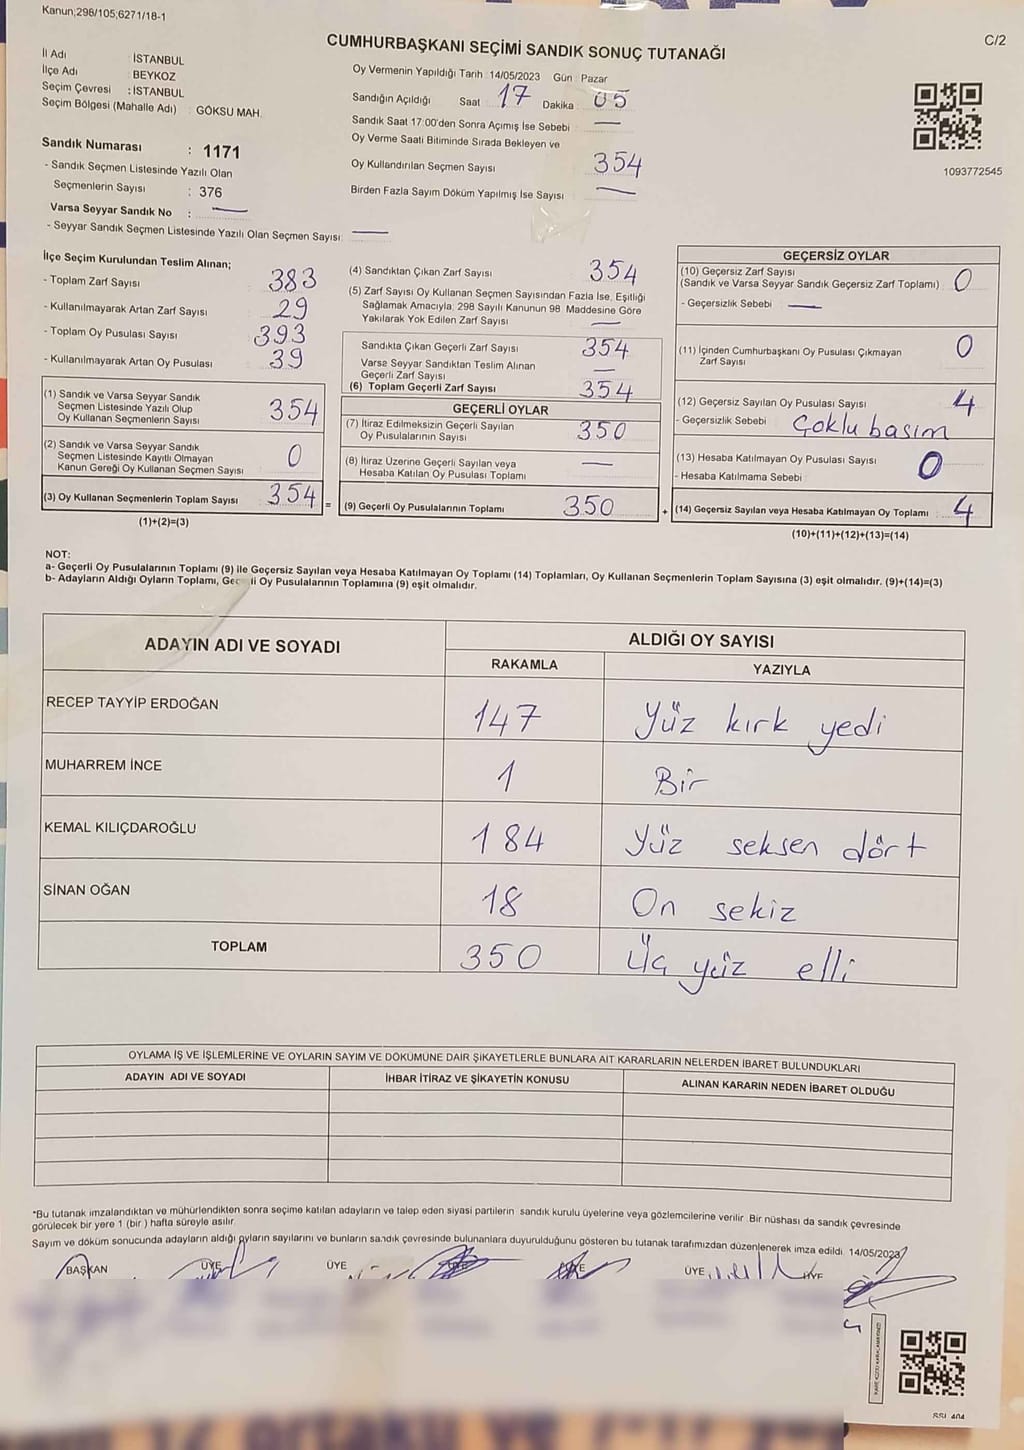 Kanun;298/105;6271/18-1
C/2
CUMHURBAŞKANI SEÇİMİ SANDIK SONUÇ TUTANAĞI
İl Adı : İSTANBUL
İlçe Adı : BEYKOZ
Seçim Çevresi : İSTANBUL
Seçim Bölgesi (Mahalle Adı) : GÖKSU MAH.
Sandık Numarası : 1171
- Sandık Seçmen Listesinde Yazılı Olan
Seçmenlerin Sayısı : 376
Varsa Seyyar Sandık No : —
- Seyyar Sandık Seçmen Listesinde Yazılı Olan Seçmen Sayısı: —
Oy Vermenin Yapıldığı Tarih : 14/05/2023 Gün : Pazar
Sandığın Açıldığı Saat : 17 Dakika : 05
Sandık Saat 17:00'den Sonra Açımış İse Sebebi : —
Oy Verme Saati Bitiminde Sırada Bekleyen ve
Oy Kullandırılan Seçmen Sayısı : 354
Birden Fazla Sayım Döküm Yapılmış İse Sayısı : —
1093772545
İlçe Seçim Kurulundan Teslim Alınan;
- Toplam Zarf Sayısı 383
- Kullanılmayarak Artan Zarf Sayısı 29
- Toplam Oy Pusulası Sayısı 393
- Kullanılmayarak Artan Oy Pusulası 39
(1) Sandık ve Varsa Seyyar Sandık
Seçmen Listesinde Yazılı Olup
Oy Kullanan Seçmenlerin Sayısı 354
(2) Sandık ve Varsa Seyyar Sandık
Seçmen Listesinde Kayıtlı Olmayan
Kanun Gereği Oy Kullanan Seçmen Sayısı 0
(3) Oy Kullanan Seçmenlerin Toplam Sayısı 354 =
(1)+(2)=(3)
(4) Sandıktan Çıkan Zarf Sayısı 354
(5) Zarf Sayısı Oy Kullanan Seçmen Sayısından Fazla İse, Eşitliği
Sağlamak Amacıyla; 298 Sayılı Kanunun 98. Maddesine Göre
Yakılarak Yok Edilen Zarf Sayısı —
Sandıkta Çıkan Geçerli Zarf Sayısı 354
Varsa Seyyar Sandıktan Teslim Alınan
Geçerli Zarf Sayısı —
(6) Toplam Geçerli Zarf Sayısı 354
GEÇERLİ OYLAR
(7) İtiraz Edilmeksizin Geçerli Sayılan
Oy Pusulalarının Sayısı 350
(8) İtiraz Üzerine Geçerli Sayılan veya
Hesaba Katılan Oy Pusulası Toplamı —
(9) Geçerli Oy Pusulalarının Toplamı 350 +
GEÇERSİZ OYLAR
(10) Geçersiz Zarf Sayısı
(Sandık ve Varsa Seyyar Sandık Geçersiz Zarf Toplamı) 0
- Geçersizlik Sebebi : —
(11) İçinden Cumhurbaşkanı Oy Pusulası Çıkmayan
Zarf Sayısı 0
(12) Geçersiz Sayılan Oy Pusulası Sayısı 4
- Geçersizlik Sebebi : Çoklu basım
(13) Hesaba Katılmayan Oy Pusulası Sayısı 0
- Hesaba Katılmama Sebebi :
(14) Geçersiz Sayılan veya Hesaba Katılmayan Oy Toplamı 4
(10)+(11)+(12)+(13)=(14)
NOT:
a- Geçerli Oy Pusulalarının Toplamı (9) ile Geçersiz Sayılan veya Hesaba Katılmayan Oy Toplamı (14) Toplamları, Oy Kullanan Seçmenlerin Toplam Sayısına (3) eşit olmalıdır. (9)+(14)=(3)
b- Adayların Aldığı Oyların Toplamı, Geçerli Oy Pusulalarının Toplamına (9) eşit olmalıdır.
ADAYIN ADI VE SOYADI
ALDIĞI OY SAYISI
RAKAMLA YAZIYLA
RECEP TAYYİP ERDOĞAN 147 Yüz kırk yedi
MUHARREM İNCE 1 Bir
KEMAL KILIÇDAROĞLU 184 Yüz seksen dört
SİNAN OĞAN 18 On sekiz
TOPLAM 350 Üç yüz elli
OYLAMA İŞ VE İŞLEMLERİNE VE OYLARIN SAYIM VE DÖKÜMÜNE DAİR ŞİKAYETLERLE BUNLARA AİT KARARLARIN NELERDEN İBARET BULUNDUKLARI
ADAYIN ADI VE SOYADI İHBAR İTİRAZ VE ŞİKAYETİN KONUSU ALINAN KARARIN NEDEN İBARET OLDUĞU
*Bu tutanak imzalandıktan ve mühürlendikten sonra seçime katılan adayların ve talep eden siyasi partilerin sandık kurulu üyelerine veya gözlemcilerine verilir. Bir nüshası da sandık çevresinde
görülecek bir yere 1 (bir) hafta süreyle asılır.
Sayım ve döküm sonucunda adayların aldığı oyların sayılarını ve bunların sandık çevresinde bulunanlara duyurulduğunu gösteren bu tutanak tarafımızdan düzenlenerek imza edildi. 14/05/2023
BAŞKAN ÜYE ÜYE ÜYE ÜYE ÜYE ÜYE